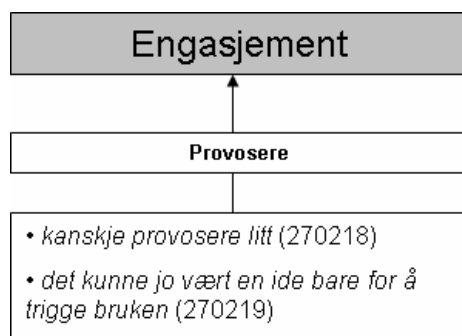 Engasjement
Provosere
• kanskje provosere litt (270218)
• det kunne jo vært en ide bare for å
trigge bruken (270219)